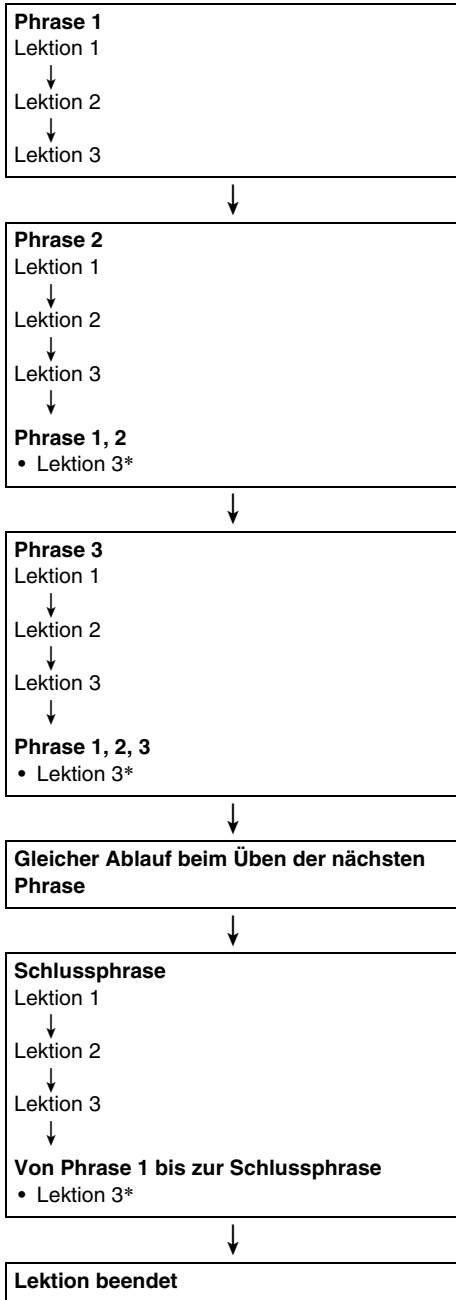 Phrase 1
Lektion 1
Lektion 2
Lektion 3
Phrase 2
Lektion 1
Lektion 2
Lektion 3
Phrase 1, 2
• Lektion 3*
Phrase 3
Lektion 1
Lektion 2
Lektion 3
Phrase 1, 2, 3
• Lektion 3*
Gleicher Ablauf beim Üben der nächsten
Phrase
Schlussphrase
Lektion 1
Lektion 2
Lektion 3
Von Phrase 1 bis zur Schlussphrase
• Lektion 3*
Lektion beendet